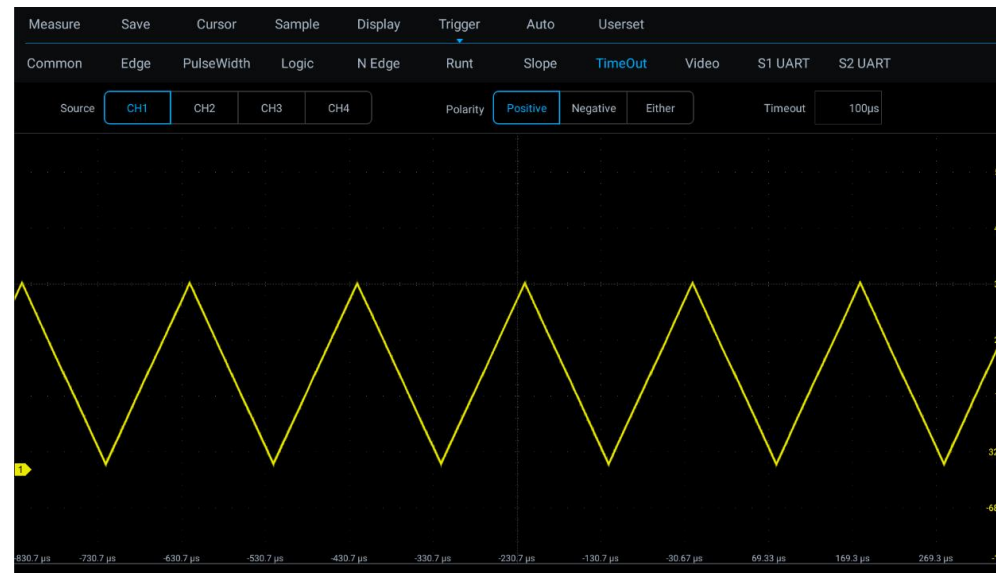 Measure Save Cursor Sample Display Trigger Auto Userset
Common Edge PulseWidth Logic N Edge Runt Slope TimeOut Video S1 UART S2 UART
Source CH1 CH2 CH3 CH4 Polarity Positive Negative Either Timeout 100µs
32
1
-68
-830.7 µs -730.7 µs -630.7 µs -530.7 µs -430.7 µs -330.7 µs -230.7 µs -130.7 µs -30.67 µs 69.33 µs 169.3 µs 269.3 µs